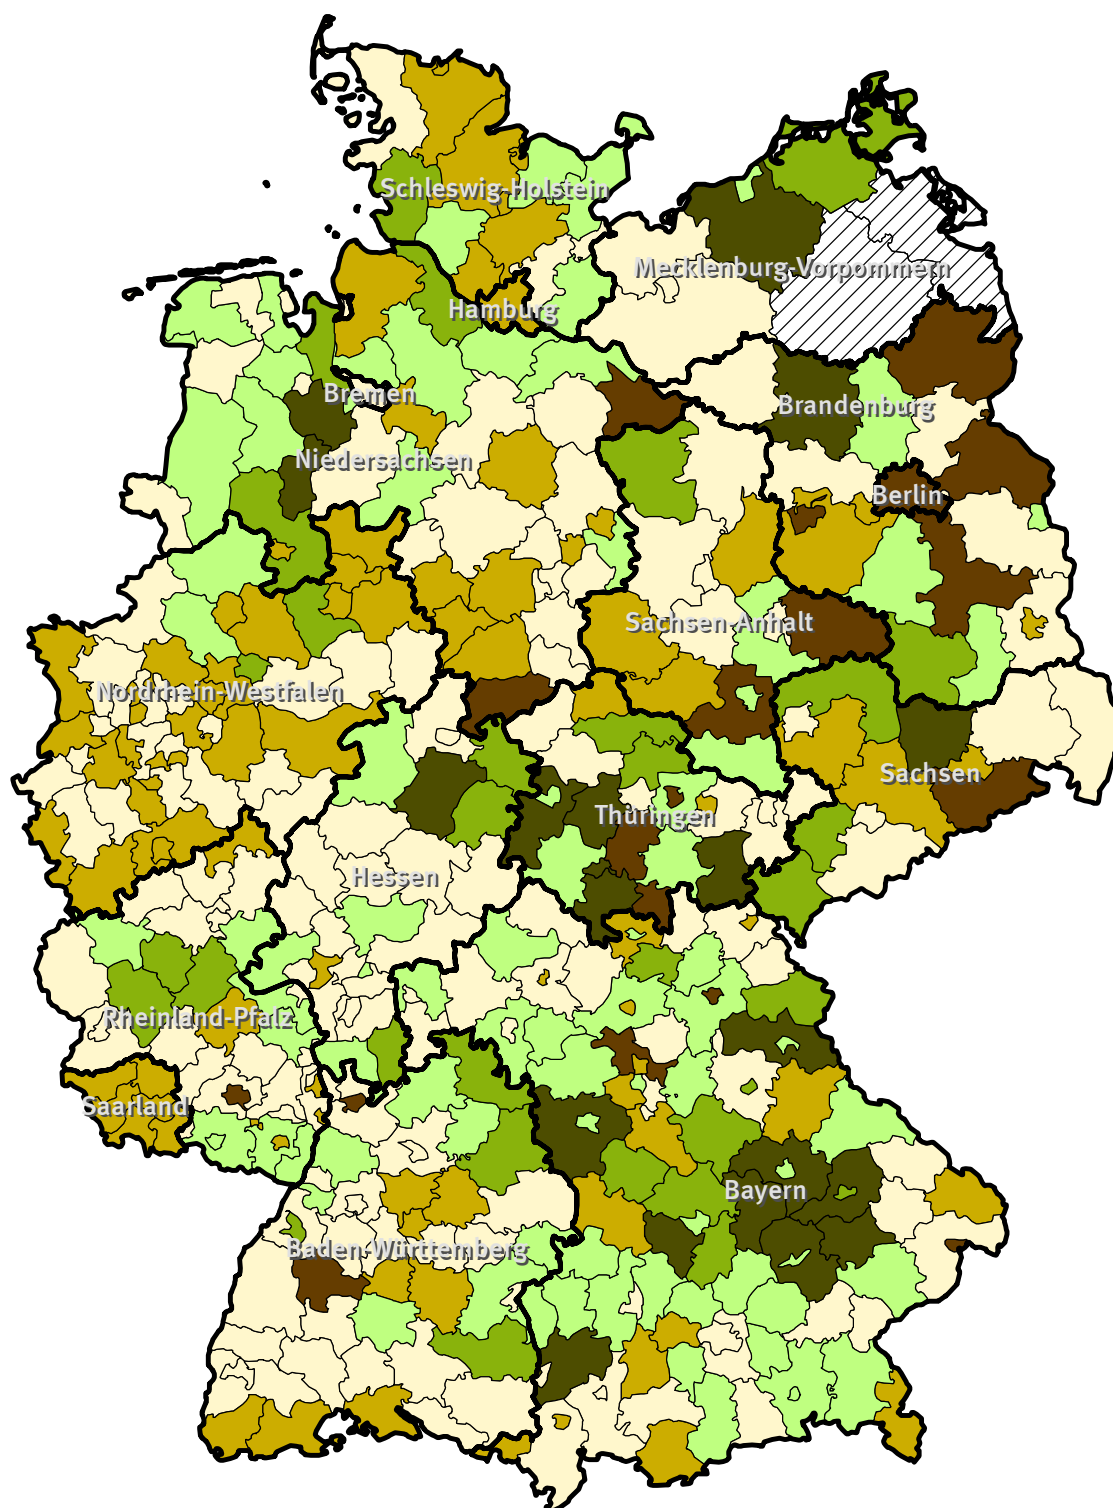 Schleswig-Holstein
Mecklenburg-Vorpommern
Hamburg
Bremen
Brandenburg
Niedersachsen
Berlin
Sachsen-Anhalt
Nordrhein-Westfalen
Sachsen
Thüringen
Hessen
Rheinland-Pfalz
Saarland
Bayern
Baden-Württemberg